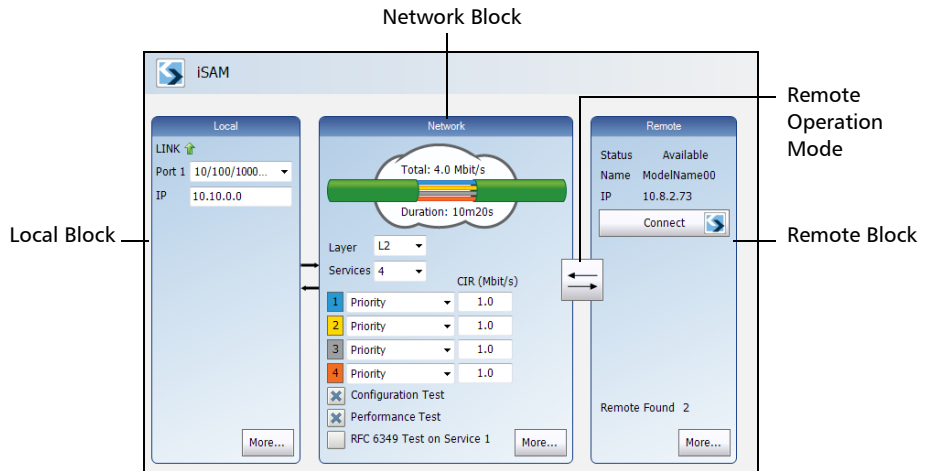 Network Block
iSAM
Remote
Operation
Mode
Local Block
Remote Block
Local
LINK
Port 1 10/100/1000...
IP 10.10.0.0
More...
Network
Total: 4.0 Mbit/s
Duration: 10m20s
Layer L2
Services 4
CIR (Mbit/s)
1 Priority 1.0
2 Priority 1.0
3 Priority 1.0
4 Priority 1.0
Configuration Test
Performance Test
RFC 6349 Test on Service 1
More...
Remote
Status Available
Name ModelName00
IP 10.8.2.73
Connect
Remote Found 2
More...